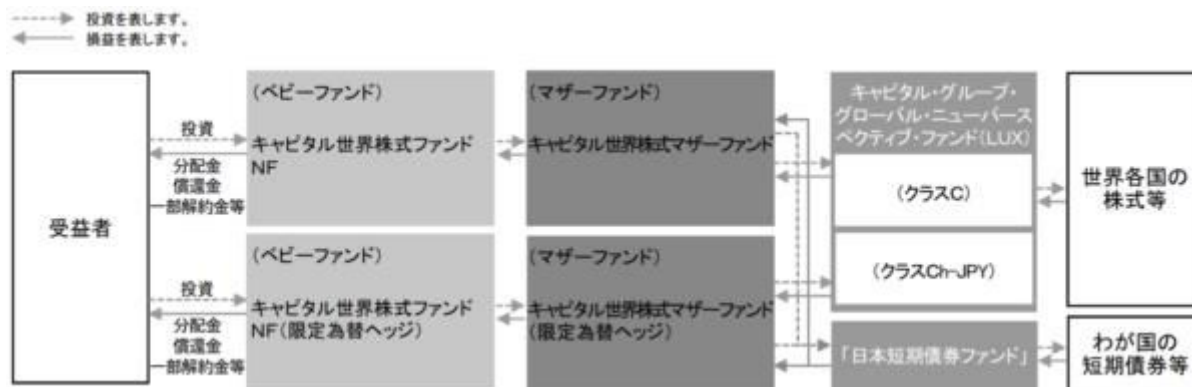 投資を表します。
損益を表します。
受益者
投資
分配金
償還金
一部解約金等
(ベビーファンド)
キャピタル世界株式ファンド
NF
(マザーファンド)
キャピタル世界株式マザーファンド
キャピタル・グループ・
グローバル・ニューパース
ペクティブ・ファンド(LUX)
(クラスC)
世界各国の
株式等
投資
分配金
償還金
一部解約金等
(ベビーファンド)
キャピタル世界株式ファンド
NF(限定為替ヘッジ)
(マザーファンド)
キャピタル世界株式マザーファンド
(限定為替ヘッジ)
(クラスCh-JPY)
「日本短期債券ファンド」
わが国の
短期債券等